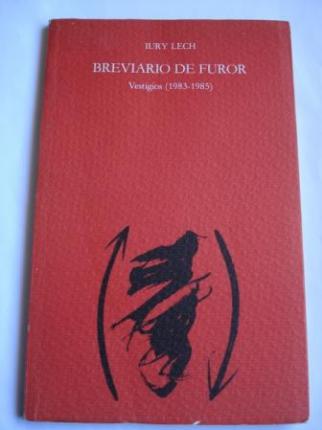 IURY LECH
BREVIARIO DE FUROR
Vestigios (1983-1985)